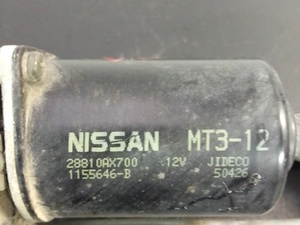 NISSAN MT3-12
28810AX700 12V JIDECO
1155646-B 50426